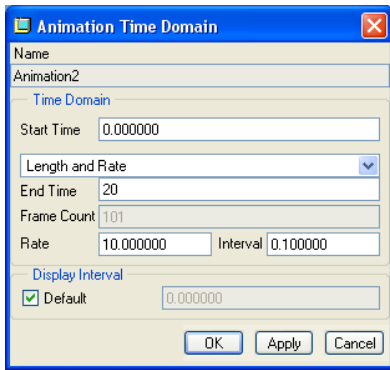 Animation Time Domain
Name
Animation2
Time Domain
Start Time 0.000000
Length and Rate
End Time 20
Frame Count 101
Rate 10.000000 Interval 0.100000
Display Interval
Default 0.000000
OK Apply Cancel